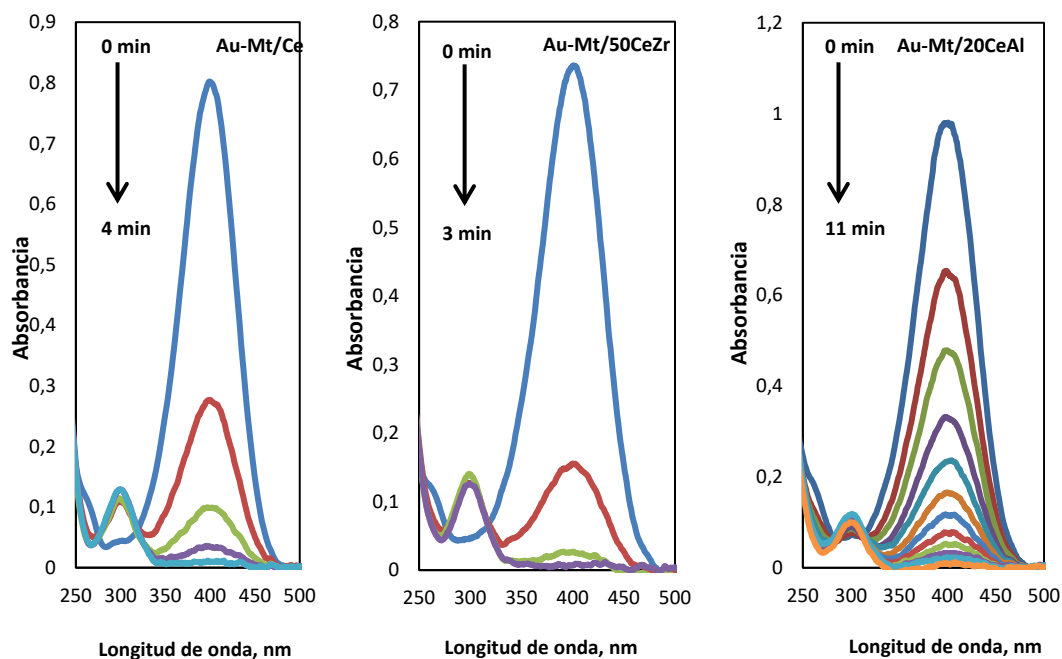 Au-Mt/Ce
0 min
4 min
0,9
0,8
0,7
0,6
0,5
0,4
0,3
0,2
0,1
0
Absorbancia
250 300 350 400 450 500
Longitud de onda, nm
Au-Mt/50CeZr
0 min
3 min
0,8
0,7
0,6
0,5
0,4
0,3
0,2
0,1
0
Absorbancia
250 300 350 400 450 500
Longitud de onda, nm
Au-Mt/20CeAl
0 min
11 min
1,2
1
0,8
0,6
0,4
0,2
0
Absorbancia
250 300 350 400 450 500
Longitud de onda, nm